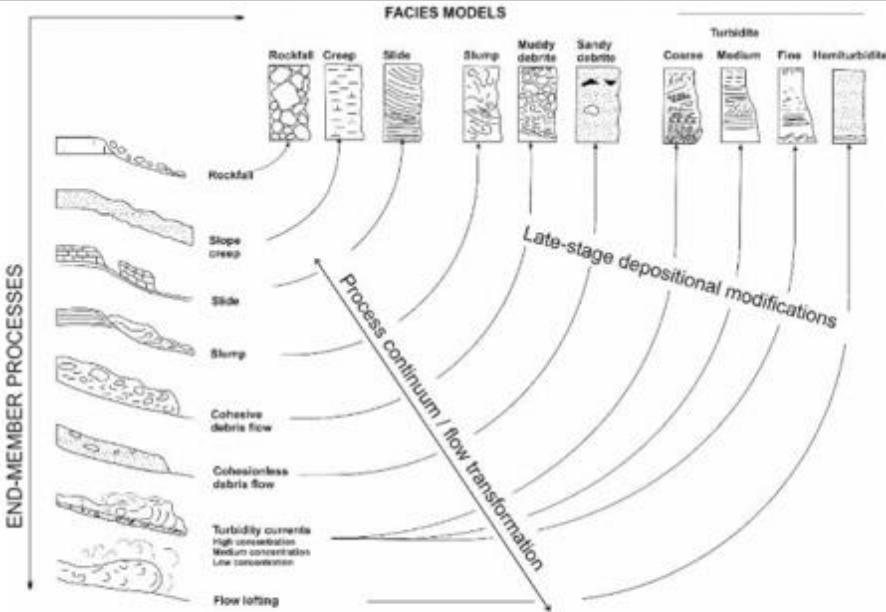 FACIES MODELS
Turbidite
Rockfall
Creep
Slide
Slump
Muddy
debrite
Sandy
debrite
Coarse
Medium
Fine
Hemiturbidite
END-MEMBER PROCESSES
Rockfall
Slope
creep
Slide
Slump
Cohesive
debris flow
Cohesionless
debris flow
Turbidity currents
High concentration
Medium concentration
Low concentration
Flow lofting
Process continuum / flow transformation
Late-stage depositional modifications